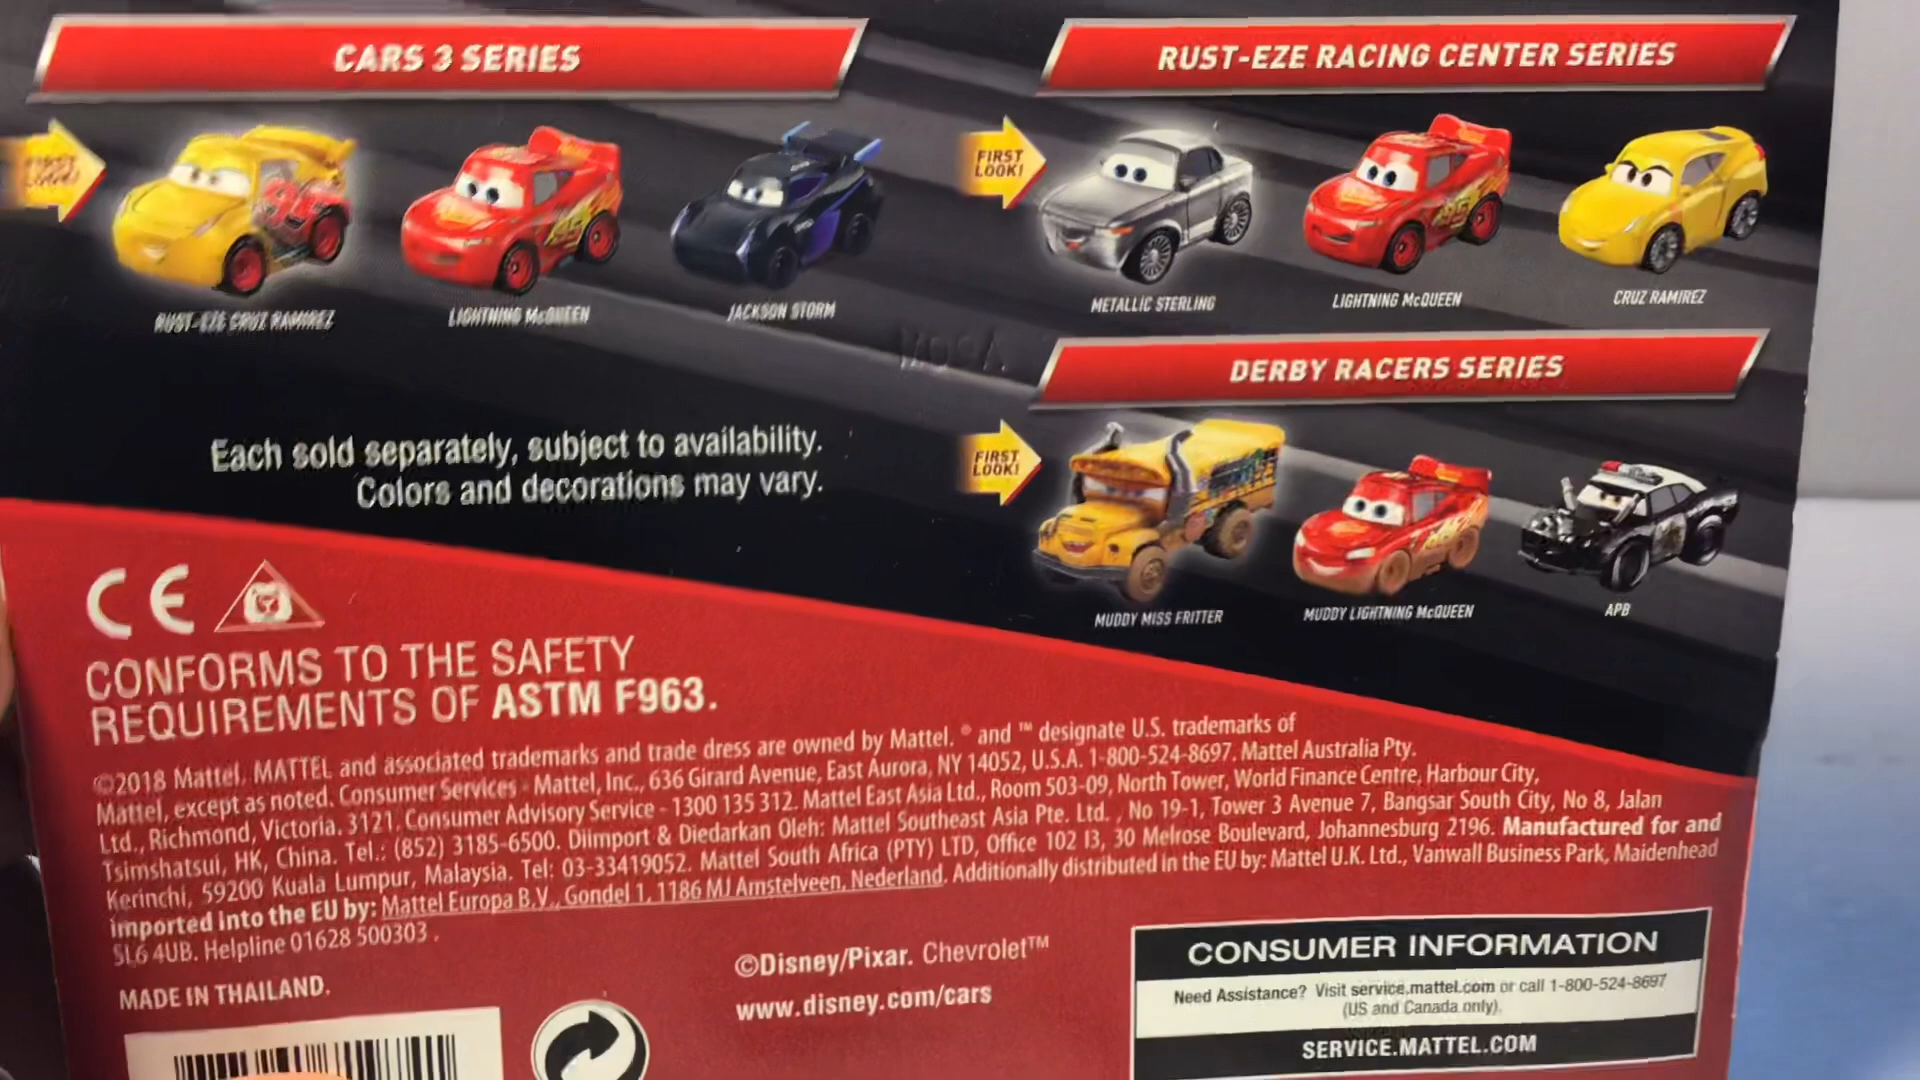 CARS 3 SERIES
FIRST LOOK!
RUST-EZE CRUZ RAMIREZ
LIGHTNING McQUEEN
JACKSON STORM
RUST-EZE RACING CENTER SERIES
FIRST
LOOK!
METALLIC STERLING
LIGHTNING McQUEEN
CRUZ RAMIREZ
DERBY RACERS SERIES
FIRST
LOOK!
MUDDY MISS FRITTER
MUDDY LIGHTNING McQUEEN
APB
Each sold separately, subject to availability.
Colors and decorations may vary.
CE
CONFORMS TO THE SAFETY
REQUIREMENTS OF ASTM F963.
©2018 Mattel. MATTEL and associated trademarks and trade dress are owned by Mattel. ® and ™ designate U.S. trademarks of
Mattel, except as noted. Consumer Services - Mattel, Inc., 636 Girard Avenue, East Aurora, NY 14052, U.S.A. 1-800-524-8697. Mattel Australia Pty.
Ltd., Richmond, Victoria. 3121. Consumer Advisory Service - 1300 135 312. Mattel East Asia Ltd., Room 503-09, North Tower, World Finance Centre, Harbour City,
Tsimshatsui, HK, China. Tel.: (852) 3185-6500. Diimport & Diedarkan Oleh: Mattel Southeast Asia Pte. Ltd. , No 19-1, Tower 3 Avenue 7, Bangsar South City, No 8, Jalan
Kerinchi, 59200 Kuala Lumpur, Malaysia. Tel: 03-33419052. Mattel South Africa (PTY) LTD, Office 102 I3, 30 Melrose Boulevard, Johannesburg 2196. Manufactured for and
imported into the EU by: Mattel Europa B.V., Gondel 1, 1186 MJ Amstelveen, Nederland. Additionally distributed in the EU by: Mattel U.K. Ltd., Vanwall Business Park, Maidenhead
SL6 4UB. Helpline 01628 500303.
MADE IN THAILAND.
©Disney/Pixar. Chevrolet™
www.disney.com/cars
CONSUMER INFORMATION
Need Assistance? Visit service.mattel.com or call 1-800-524-8697
(US and Canada only).
SERVICE.MATTEL.COM